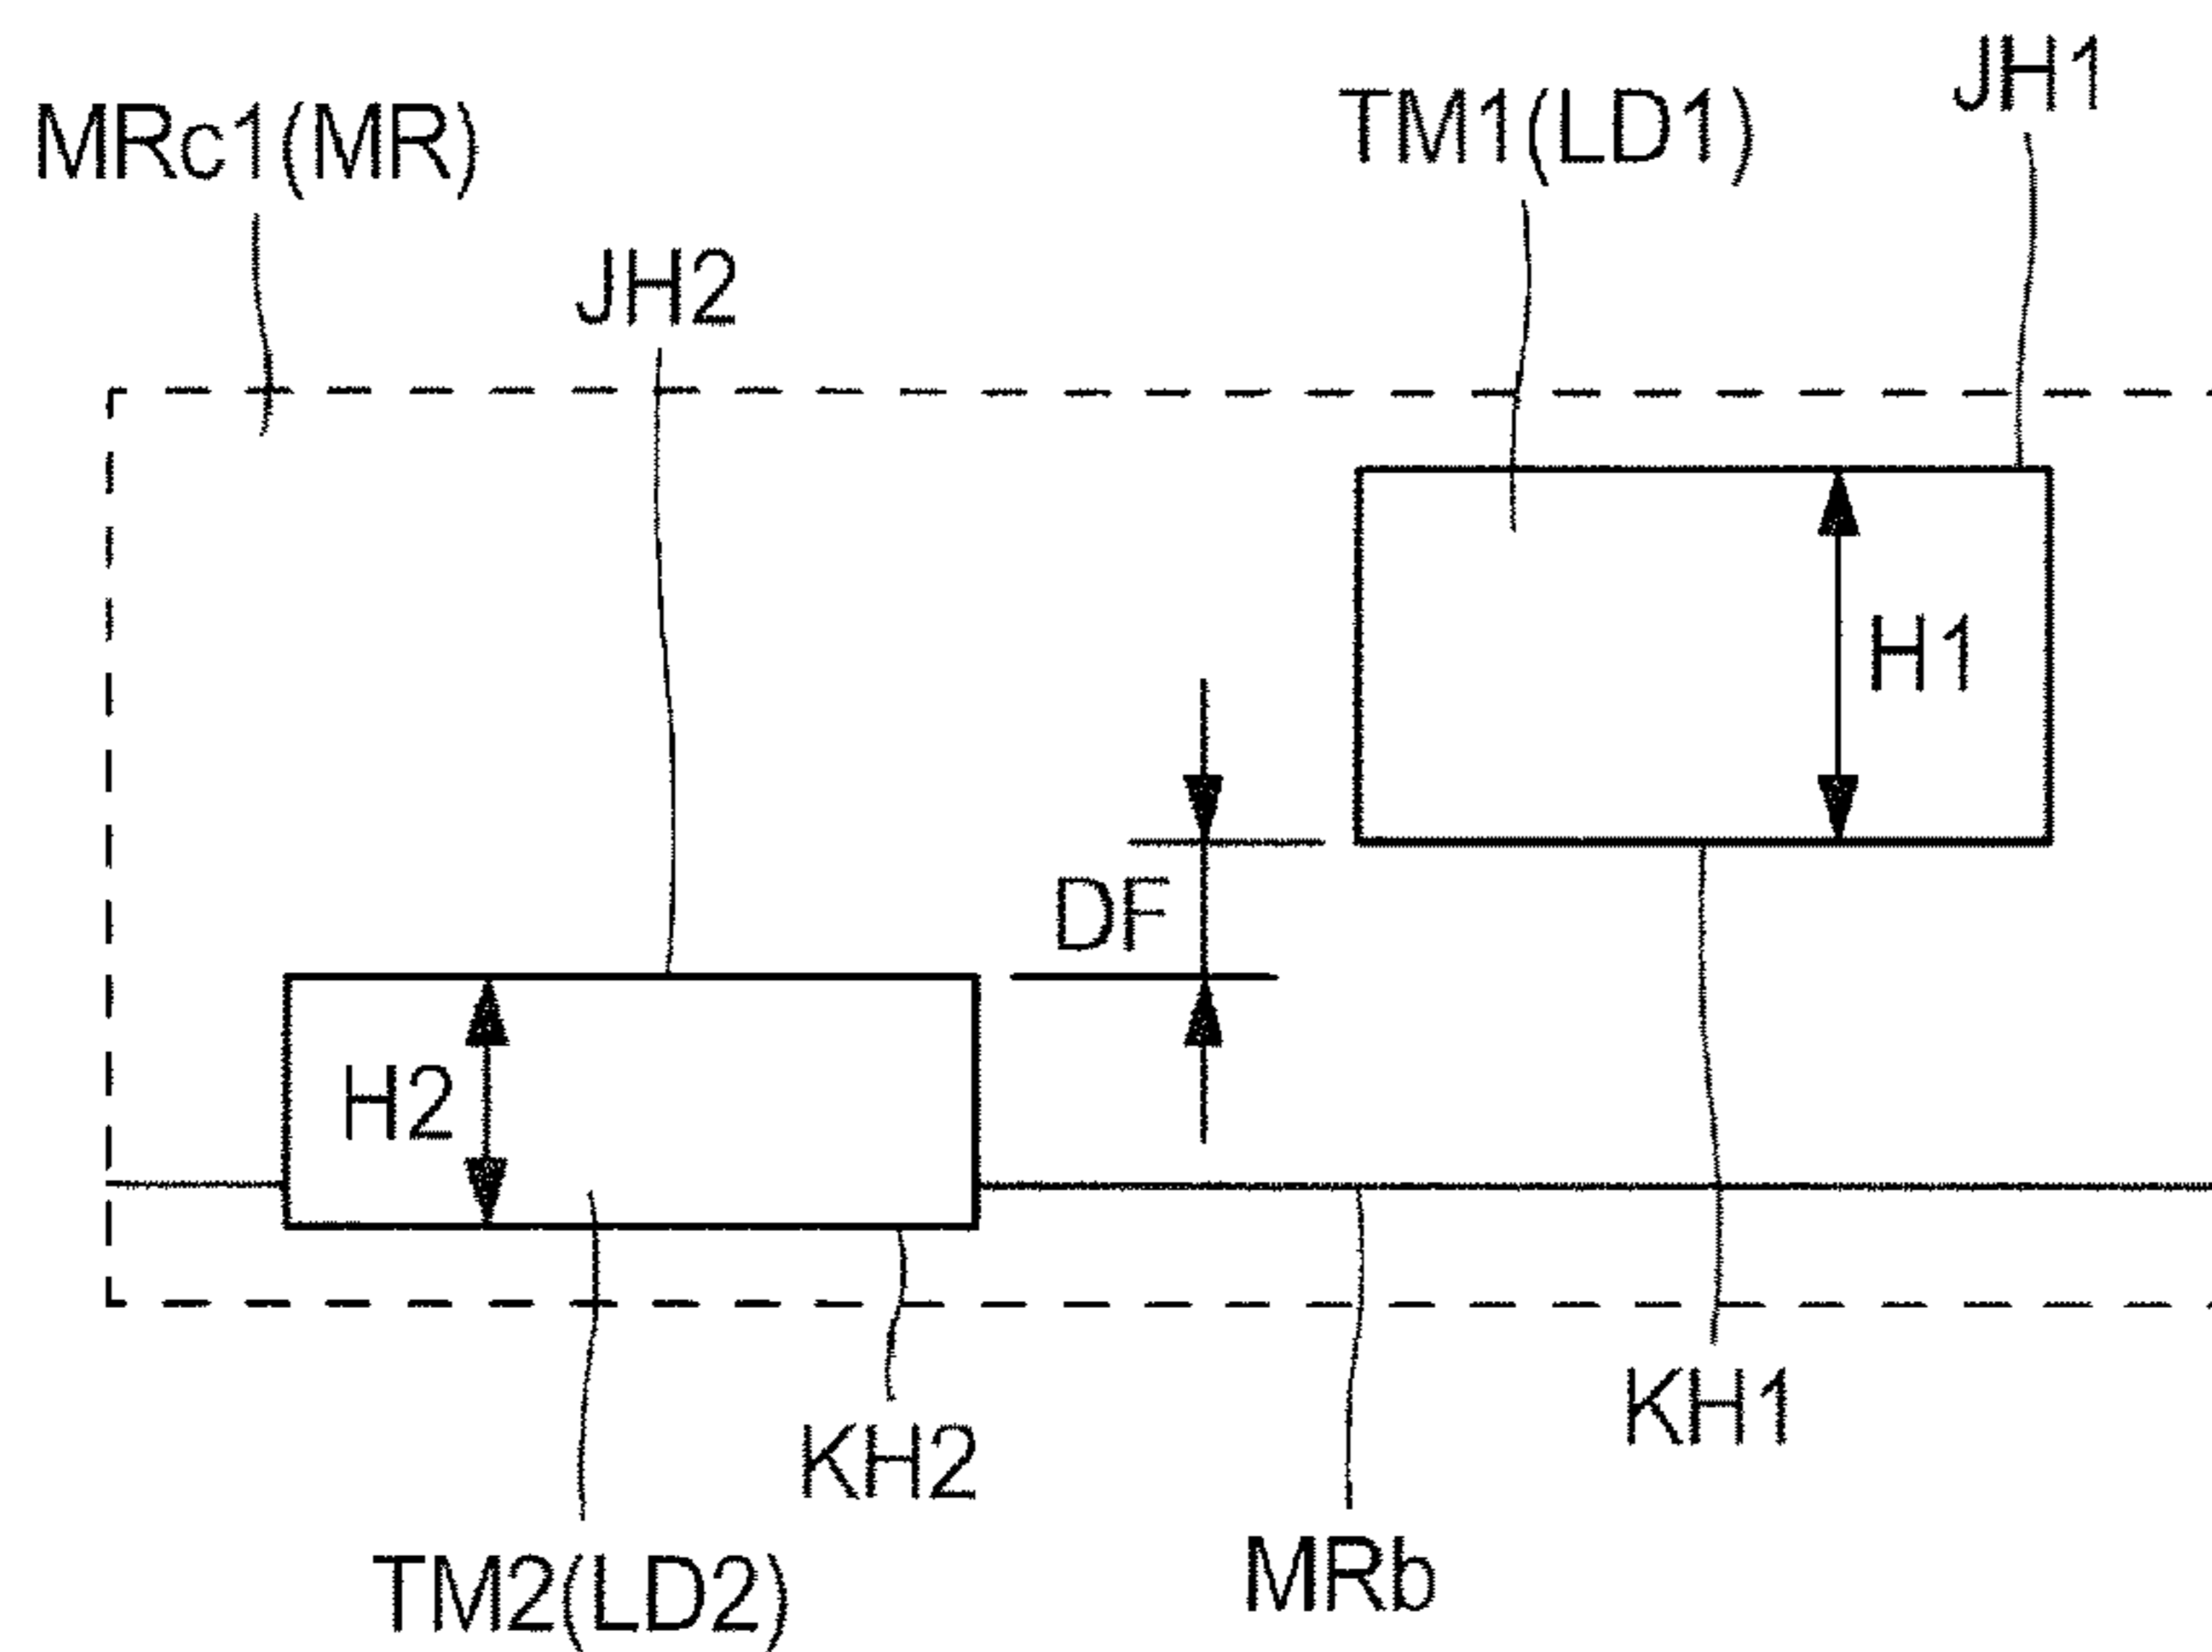 JH1
TM1(LD1)
MRc1(MR)
JH2
H1
DF
H2
KH1
KH2
MRb
TM2(LD2)